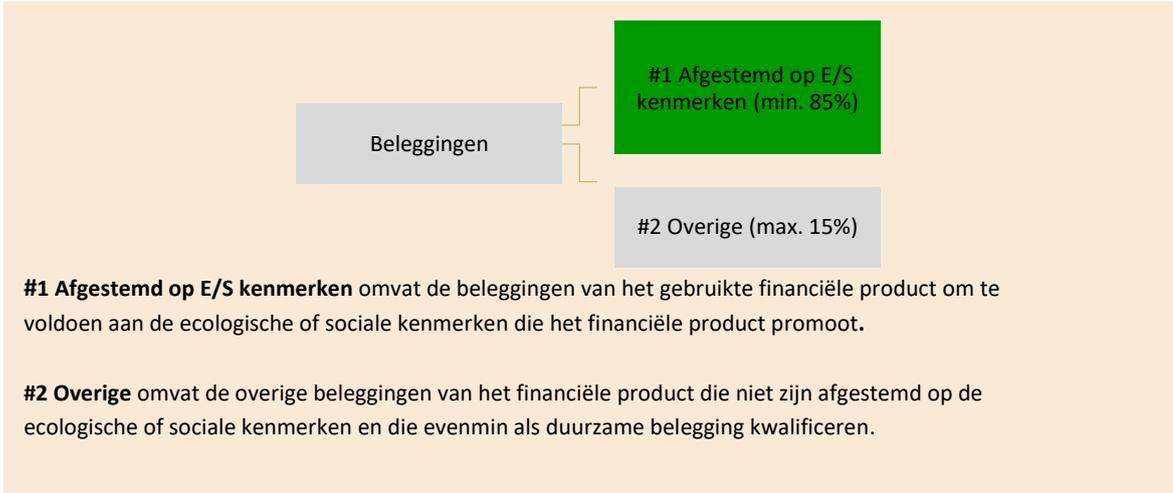 #1 Afgestemd op E/S
kenmerken (min. 85%)
Beleggingen
#2 Overige (max. 15%)
#1 Afgestemd op E/S kenmerken omvat de beleggingen van het gebruikte financiële product om te
voldoen aan de ecologische of sociale kenmerken die het financiële product promoot.
#2 Overige omvat de overige beleggingen van het financiële product die niet zijn afgestemd op de
ecologische of sociale kenmerken en die evenmin als duurzame belegging kwalificeren.